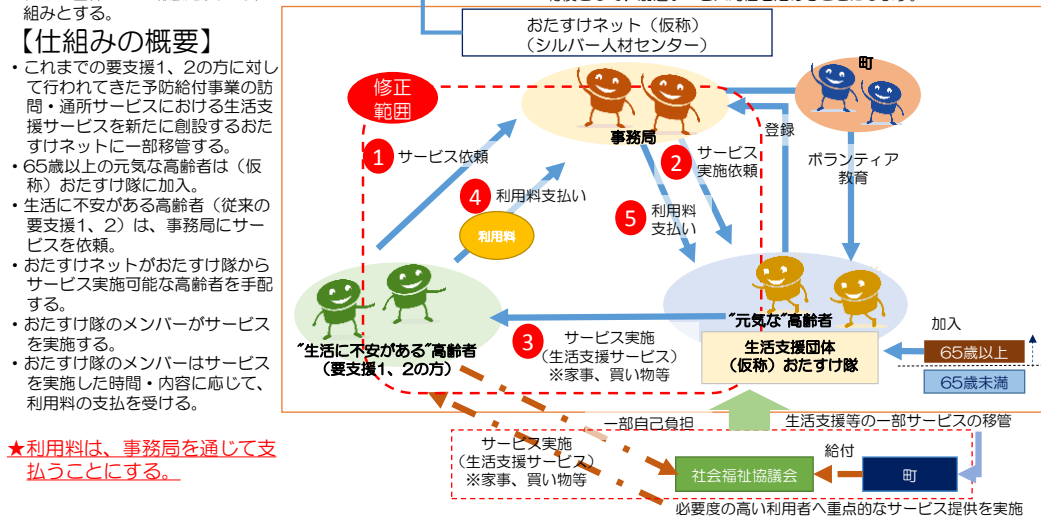 組みとする。
【仕組みの概要】
・これまでの要支援1、2の方に対し
て行われてきた予防給付事業の訪
問・通所サービスにおける生活支
援サービスを新たに創設するおた
すけネットに一部移管する。
・65歳以上の元気な高齢者は（仮
称）おたすけ隊に加入。
・生活に不安がある高齢者（従来の
要支援1、2）は、事務局にサー
ビスを依頼。
・おたすけネットがおたすけ隊から
サービス実施可能な高齢者を手配
する。
・おたすけ隊のメンバーがサービス
を実施する。
・おたすけ隊のメンバーはサービス
を実施した時間・内容に応じて、
利用料の支払を受ける。
★利用料は、事務局を通じて支
払うことにする。
おたすけネット（仮称）
（シルバー人材センター）
修正
範囲
事務局
町
登録
ボランティア
教育
1
サービス依頼
2
サービス
実施依頼
4
利用料支払い
利用料
5
利用料
支払い
"生活に不安がある"高齢者
（要支援1、2の方）
3
サービス実施
（生活支援サービス）
※家事、買い物等
"元気な"高齢者
生活支援団体
（仮称）おたすけ隊
加入
65歳以上
65歳未満
一部自己負担
生活支援等の一部サービスの移管
サービス実施
（生活支援サービス）
※家事、買い物等
社会福祉協議会
給付
町
必要度の高い利用者へ重点的なサービス提供を実施